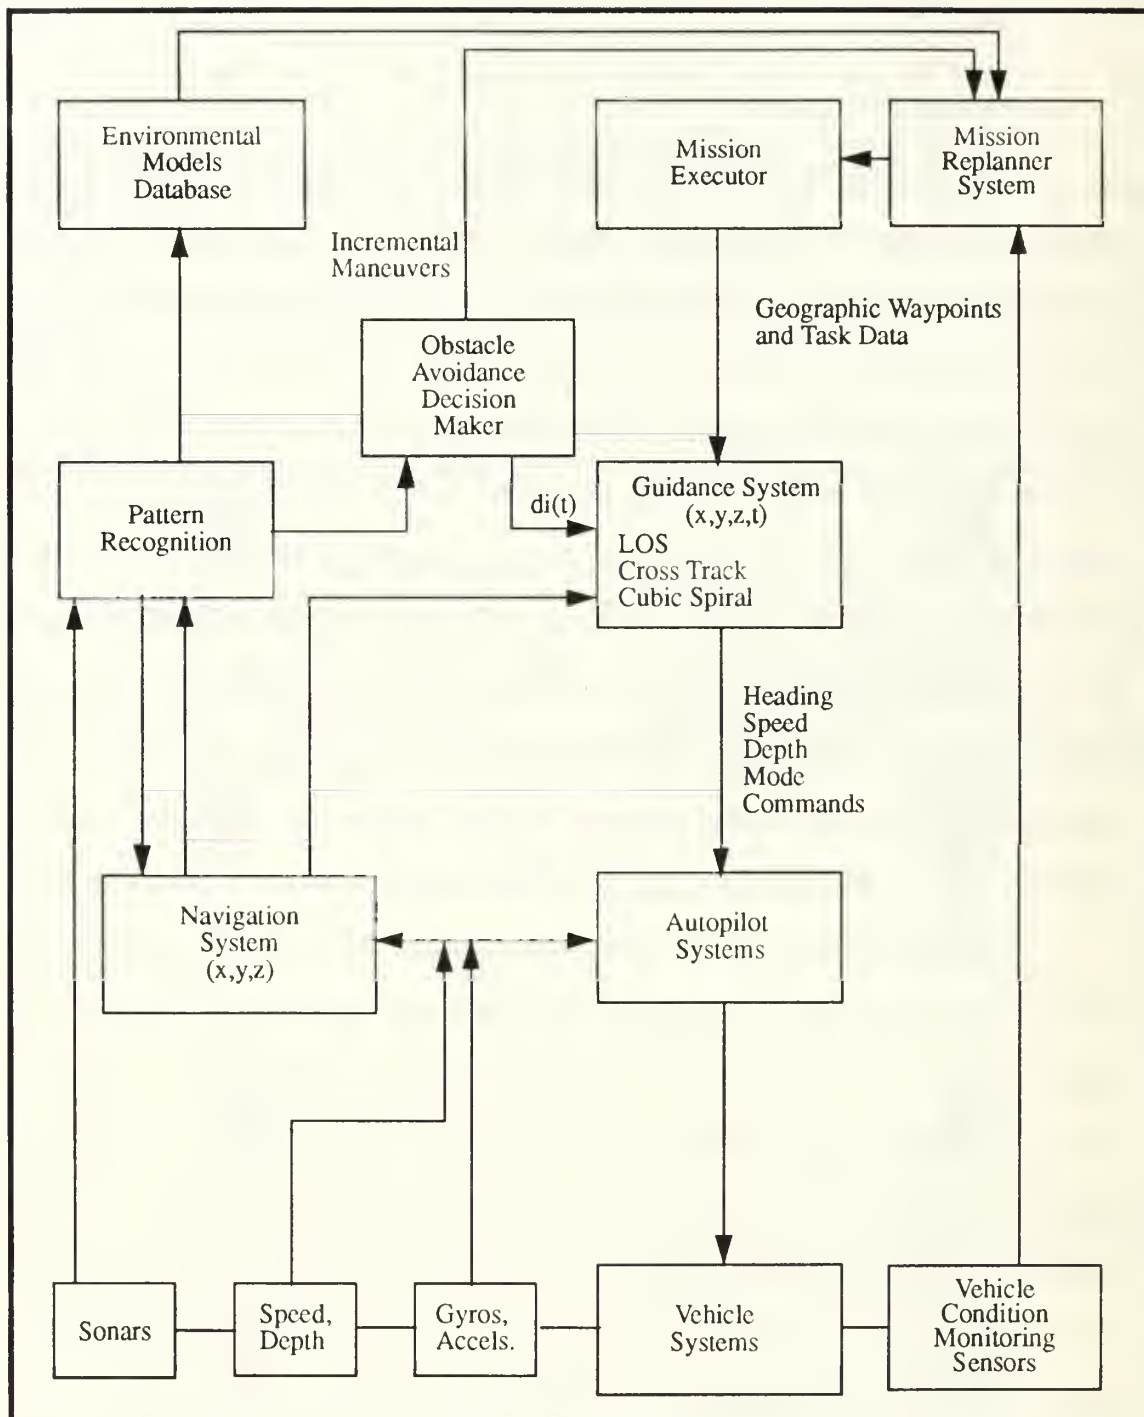 Environmental
Models
Database
Mission
Executor
Mission
Replanner
System
Incremental
Maneuvers
Geographic Waypoints
and Task Data
Obstacle
Avoidance
Decision
Maker
Pattern
Recognition
di(t)
Guidance System
(x,y,z,t)
LOS
Cross Track
Cubic Spiral
Heading
Speed
Depth
Mode
Commands
Navigation
System
(x,y,z)
Autopilot
Systems
Sonars
Speed,
Depth
Gyros,
Accels.
Vehicle
Systems
Vehicle
Condition
Monitoring
Sensors